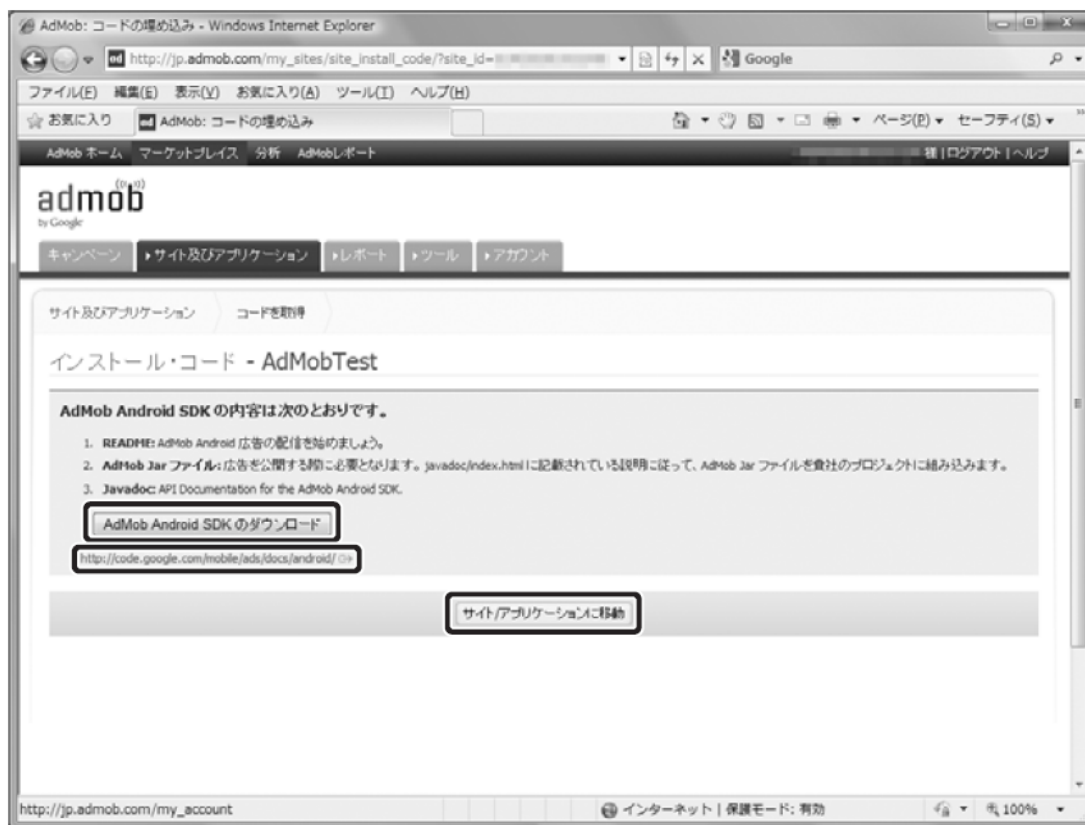 AdMob: コードの埋め込み - Windows Internet Explorer
http://jp.admob.com/my_sites/site_install_code/?site_id=
Google
ファイル(F) 編集(E) 表示(V) お気に入り(A) ツール(T) ヘルプ(H)
お気に入り AdMob: コードの埋め込み ページ(P) セーフティ(S)
AdMob ホーム マーケットプレイス 分析 AdMobレポート 様 | ログアウト | ヘルプ
admob
by Google
キャンペーン サイト及びアプリケーション レポート ツール アカウント
サイト及びアプリケーション コードを取得
インストール・コード - AdMobTest
AdMob Android SDK の内容は次のとおりです。
1. README: AdMob Android 広告の配信を始めましょう。
2. AdMob Jar ファイル: 広告を公開する際に必要となります。javadoc/index.html に記載されている説明に従って、AdMob Jar ファイルを貴社のプロジェクトに組み込みます。
3. Javadoc: API Documentation for the AdMob Android SDK.
AdMob Android SDK のダウンロード
http://code.google.com/mobile/ads/docs/android/
サイト/アプリケーションに移動
http://jp.admob.com/my_account インターネット | 保護モード: 有効 100%